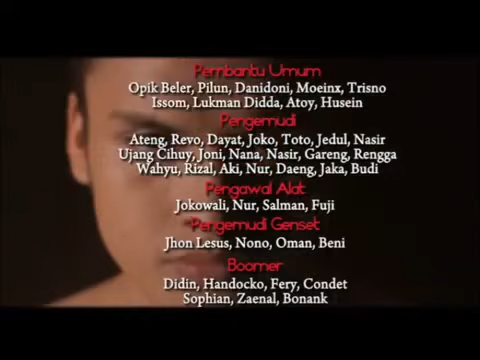 Pembantu Umum
Opik Beler, Pilun, Danidoni, Moeinx, Trisno
Issom, Lukman Didda, Atoy, Husein
Pengemudi
Ateng, Revo, Dayat, Joko, Toto, Jedul, Nasir
Ujang Cihuy, Joni, Nana, Nasir, Gareng, Rengga
Wahyu, Rizal, Aki, Nur, Daeng, Jaka, Budi
Pengawal Alat
Jokowali, Nur, Salman, Fuji
Pengemudi Genset
Jhon Lesus, Nono, Oman, Beni
Boomer
Didin, Handocko, Fery, Condet
Sophian, Zaenal, Bonank